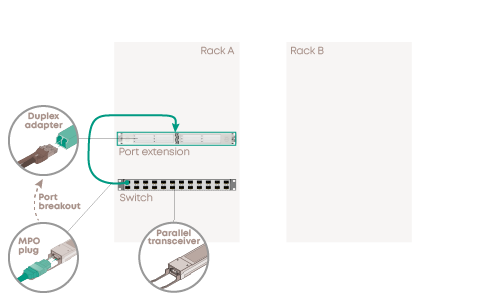 Rack A
Rack B
Duplex
adapter
Port extension
Port
breakout
Switch
MPO
plug
Parallel
transceiver